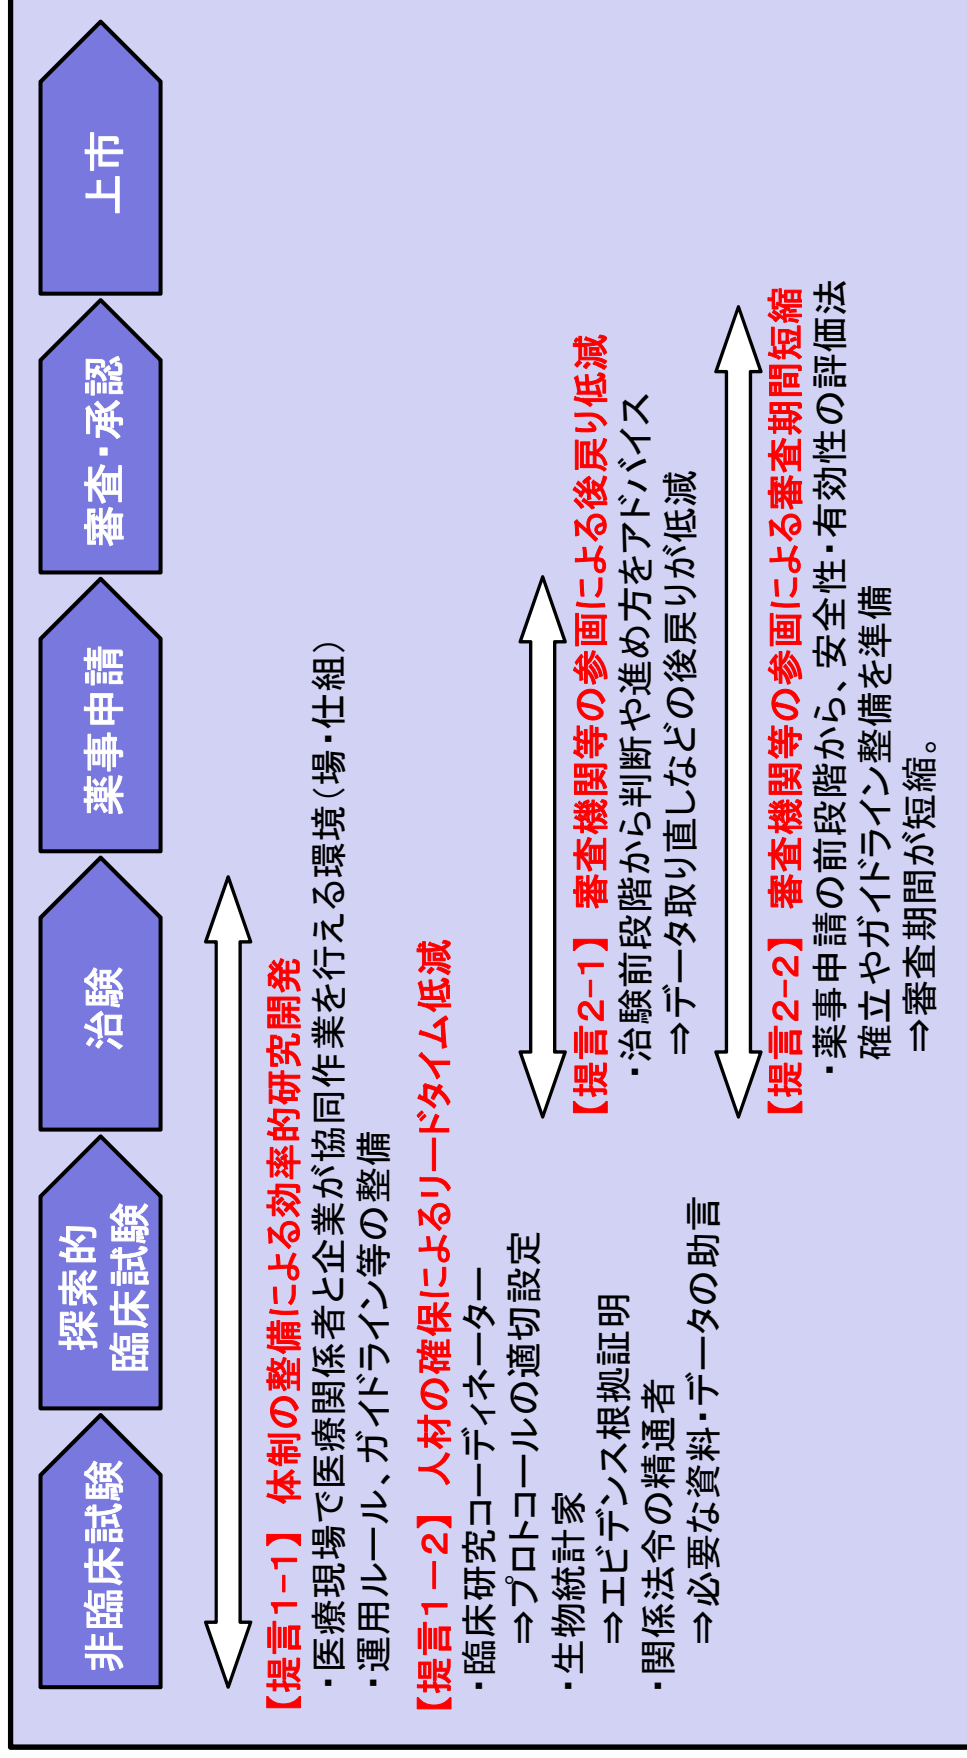 非臨床試験
探索的
臨床試験
治験
薬事申請
審査・承認
上市
【提言1-1】 体制の整備による効率的研究開発
・医療現場で医療関係者と企業が協同作業を行える環境(場・仕組)
・運用ルール、ガイドライン等の整備
【提言1-2】 人材の確保によるリードタイム低減
・臨床研究コーディネーター
⇒プロトコールの適切設定
・生物統計家
⇒エビデンス根拠証明
・関係法令の精通者
⇒必要な資料・データの助言
【提言2-1】 審査機関等の参画による後戻り低減
・治験前段階から判断や進め方をアドバイス
⇒データ取り直しなどの後戻りが低減
【提言2-2】 審査機関等の参画による審査期間短縮
・薬事申請の前段階から、安全性・有効性の評価法
確立やガイドライン整備を準備
⇒審査期間が短縮。